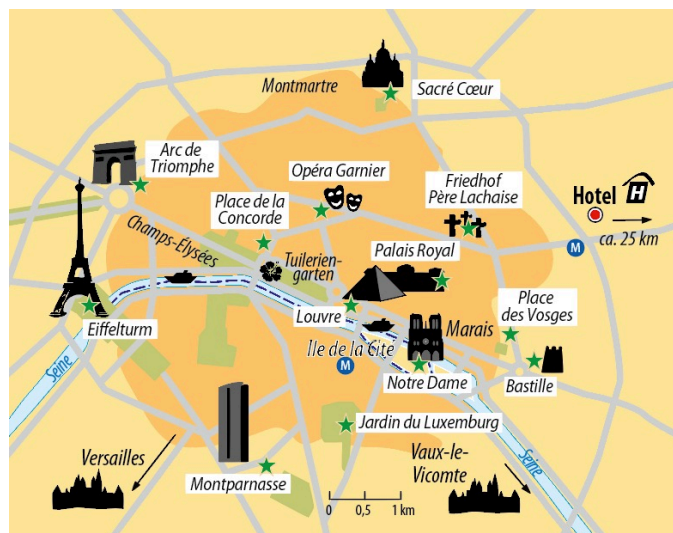 Montmartre
Sacré Cœur
Arc de
Triomphe
Opéra Garnier
Friedhof
Père Lachaise
Hotel H
ca. 25 km
Place de la
Concorde
Champs-Élysées
Tuilerien-
garten
Palais Royal
M
Eiffelturm
Louvre
Marais
Place
des Vosges
Ile de la Cité
M
Notre Dame
Bastille
Seine
Jardin du Luxemburg
Versailles
Montparnasse
Vaux-le-
Vicomte
Seine
0 0,5 1 km